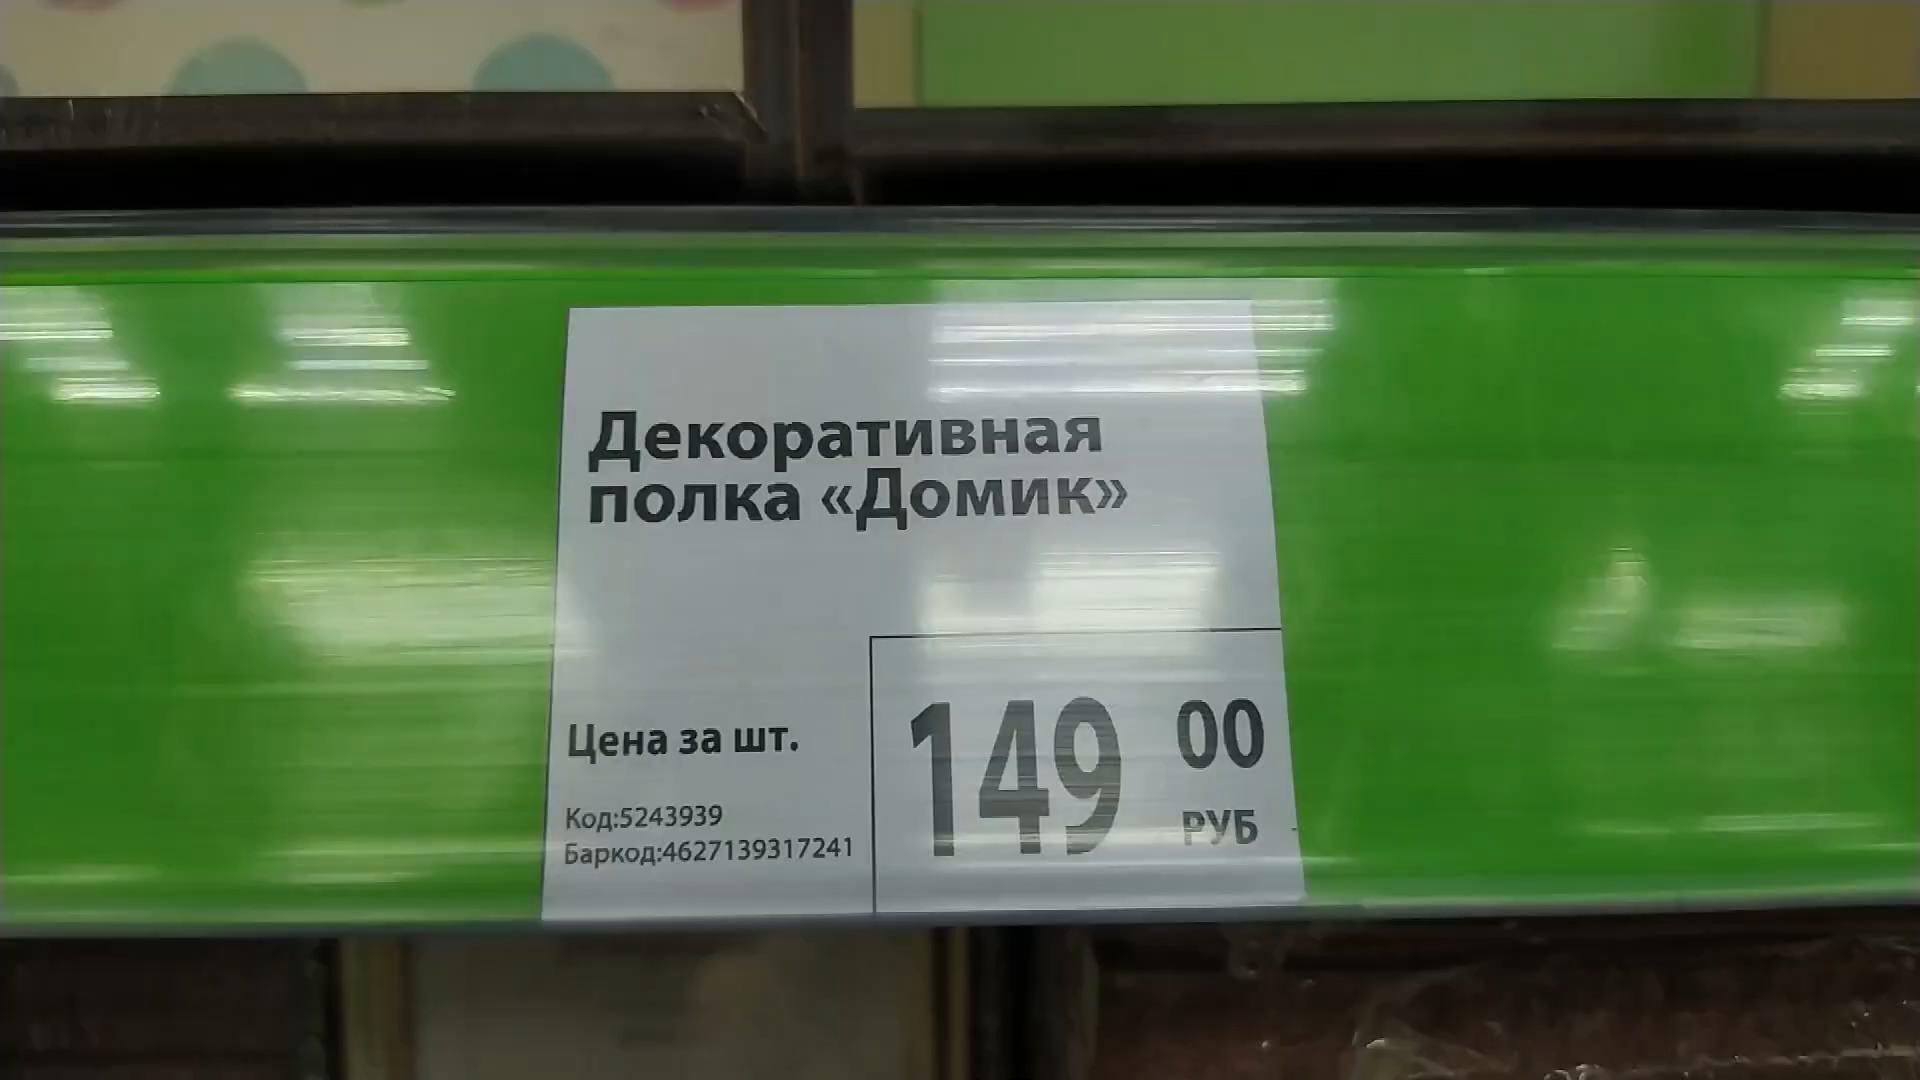 Декоративная
полка «Домик»
Цена за шт.
149 00
РУБ
Код:5243939
Баркод:4627139317241